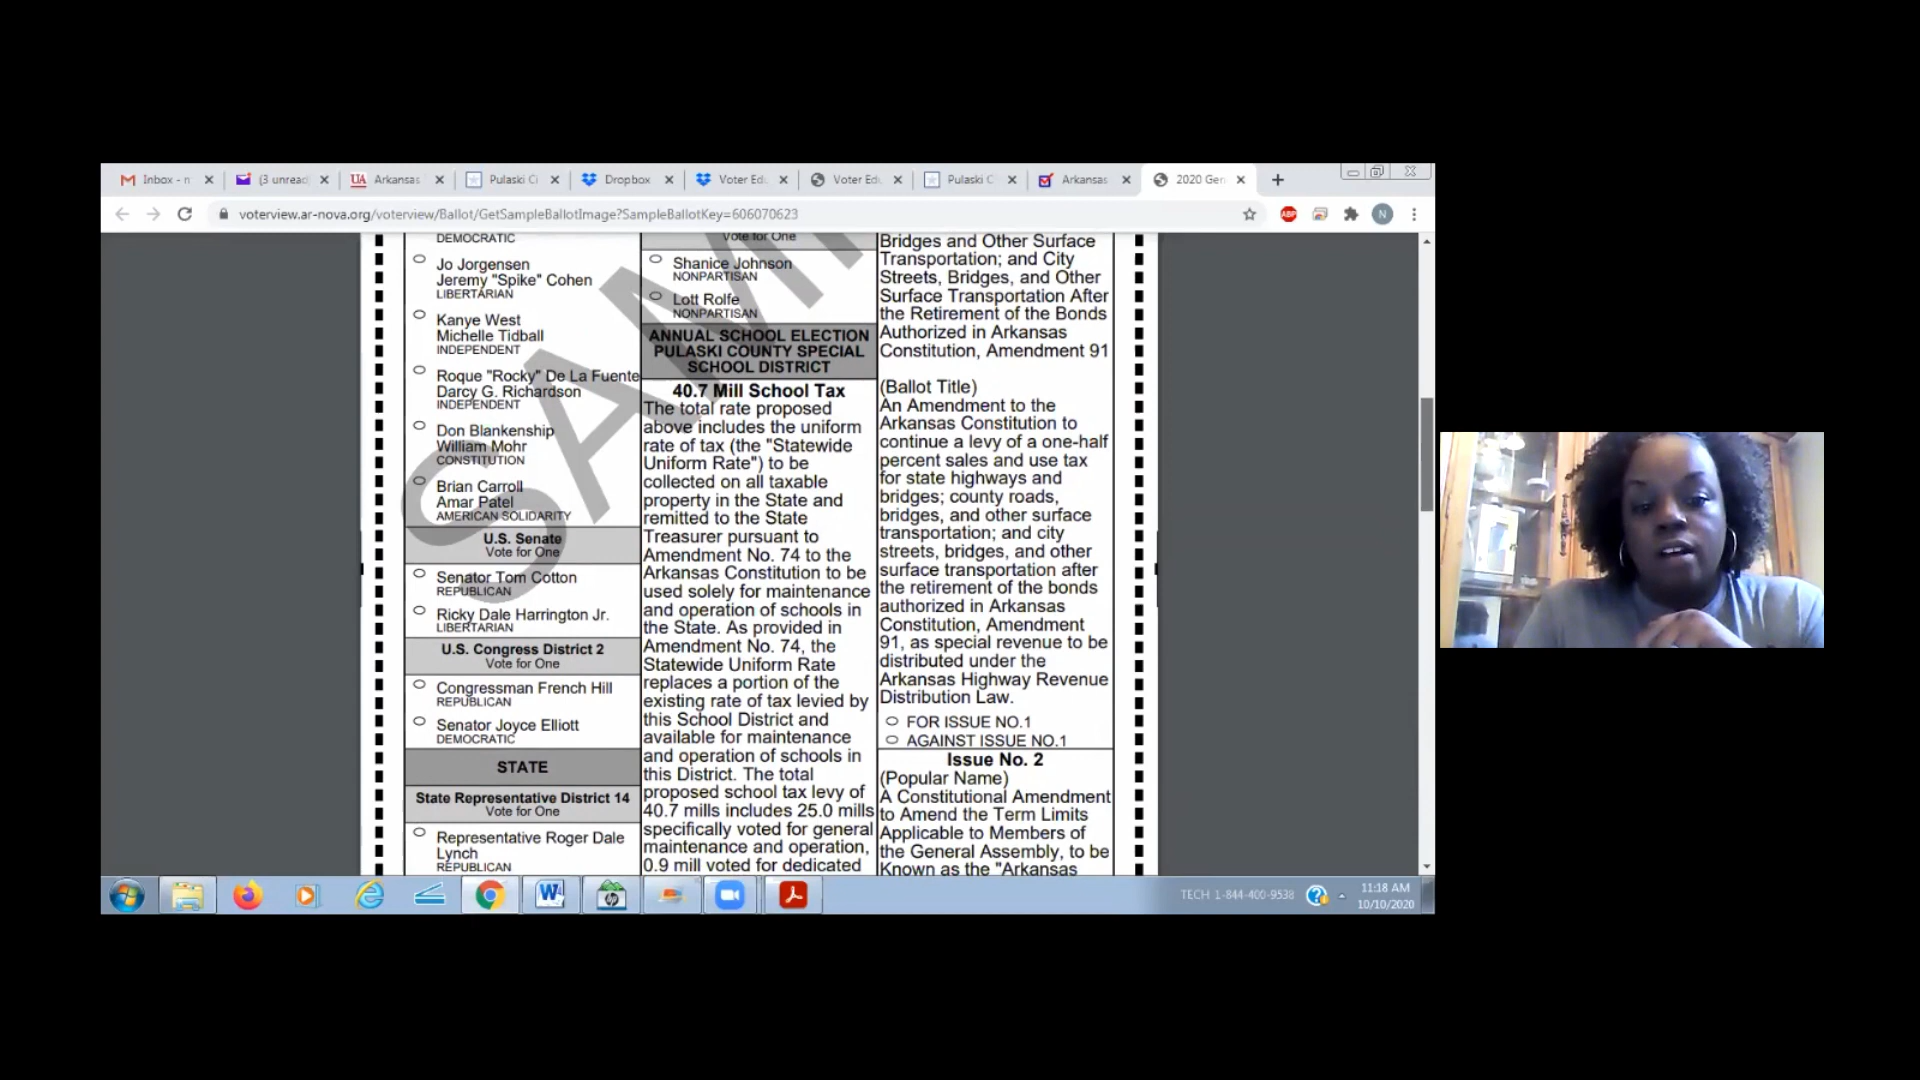 Inbox - n
(3 unread
UA Arkansas
Pulaski Ci
Dropbox
Voter Edu
Voter Edu
Pulaski C
Arkansas
2020 Gen
voterview.ar-nova.org/voterview/Ballot/GetSampleBallotImage?SampleBallotKey=606070623
ABP
N
DEMOCRATIC
Jo Jorgensen
Jeremy "Spike" Cohen
LIBERTARIAN
Kanye West
Michelle Tidball
INDEPENDENT
Roque "Rocky" De La Fuente
Darcy G. Richardson
INDEPENDENT
Don Blankenship
William Mohr
CONSTITUTION
Brian Carroll
Amar Patel
AMERICAN SOLIDARITY
U.S. Senate
Vote for One
Senator Tom Cotton
REPUBLICAN
Ricky Dale Harrington Jr.
LIBERTARIAN
U.S. Congress District 2
Vote for One
Congressman French Hill
REPUBLICAN
Senator Joyce Elliott
DEMOCRATIC
STATE
State Representative District 14
Vote for One
Representative Roger Dale
Lynch
REPUBLICAN
Vote for One
Shanice Johnson
NONPARTISAN
Lott Rolfe
NONPARTISAN
ANNUAL SCHOOL ELECTION
PULASKI COUNTY SPECIAL
SCHOOL DISTRICT
40.7 Mill School Tax
The total rate proposed
above includes the uniform
rate of tax (the "Statewide
Uniform Rate") to be
collected on all taxable
property in the State and
remitted to the State
Treasurer pursuant to
Amendment No. 74 to the
Arkansas Constitution to be
used solely for maintenance
and operation of schools in
the State. As provided in
Amendment No. 74, the
Statewide Uniform Rate
replaces a portion of the
existing rate of tax levied by
this School District and
available for maintenance
and operation of schools in
this District. The total
proposed school tax levy of
40.7 mills includes 25.0 mills
specifically voted for general
maintenance and operation,
0.9 mill voted for dedicated
Bridges and Other Surface
Transportation; and City
Streets, Bridges, and Other
Surface Transportation After
the Retirement of the Bonds
Authorized in Arkansas
Constitution, Amendment 91
(Ballot Title)
An Amendment to the
Arkansas Constitution to
continue a levy of a one-half
percent sales and use tax
for state highways and
bridges; county roads,
bridges, and other surface
transportation; and city
streets, bridges, and other
surface transportation after
the retirement of the bonds
authorized in Arkansas
Constitution, Amendment
91, as special revenue to be
distributed under the
Arkansas Highway Revenue
Distribution Law.
FOR ISSUE NO.1
AGAINST ISSUE NO.1
Issue No. 2
(Popular Name)
A Constitutional Amendment
to Amend the Term Limits
Applicable to Members of
the General Assembly, to be
Known as the "Arkansas
SAM
TECH 1-844-400-9538
11:18 AM
10/10/2020